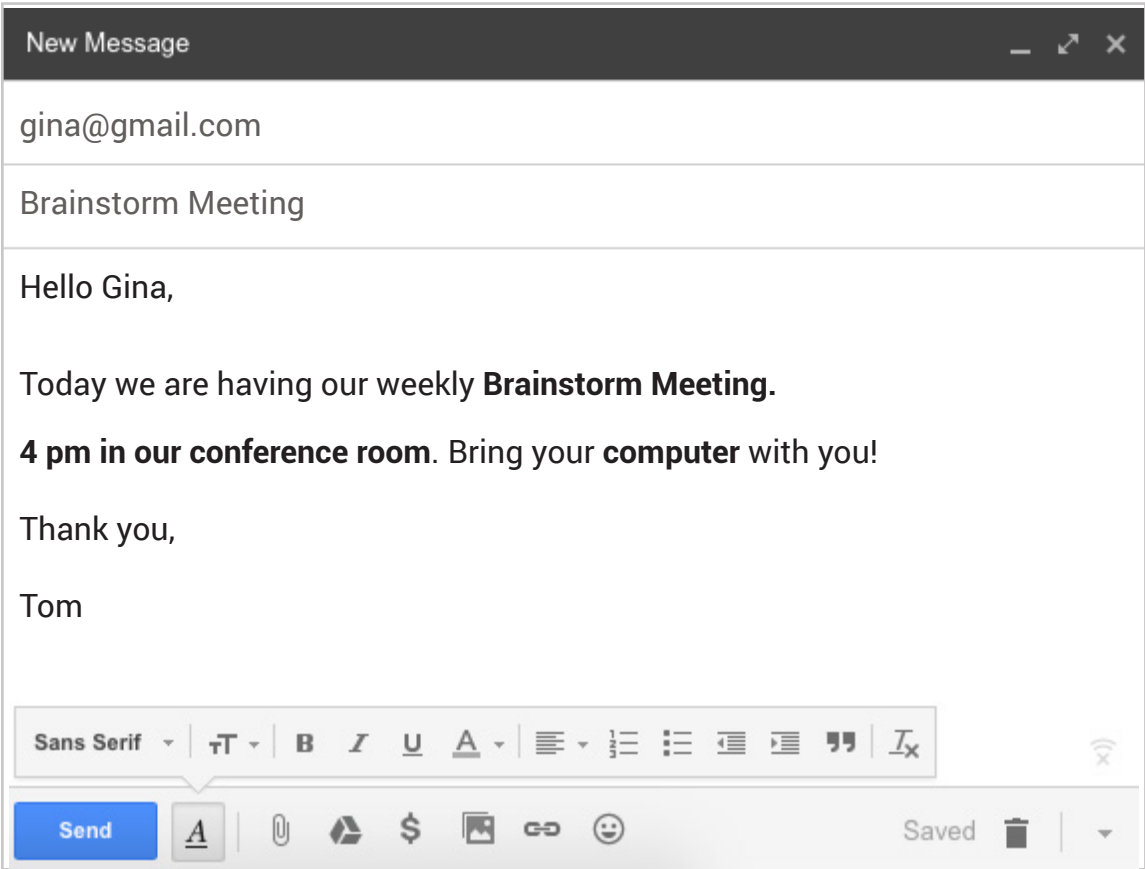 New Message
gina@gmail.com
Brainstorm Meeting
Hello Gina,
Today we are having our weekly Brainstorm Meeting.
4 pm in our conference room. Bring your computer with you!
Thank you,
Tom
Sans Serif
Send
Saved